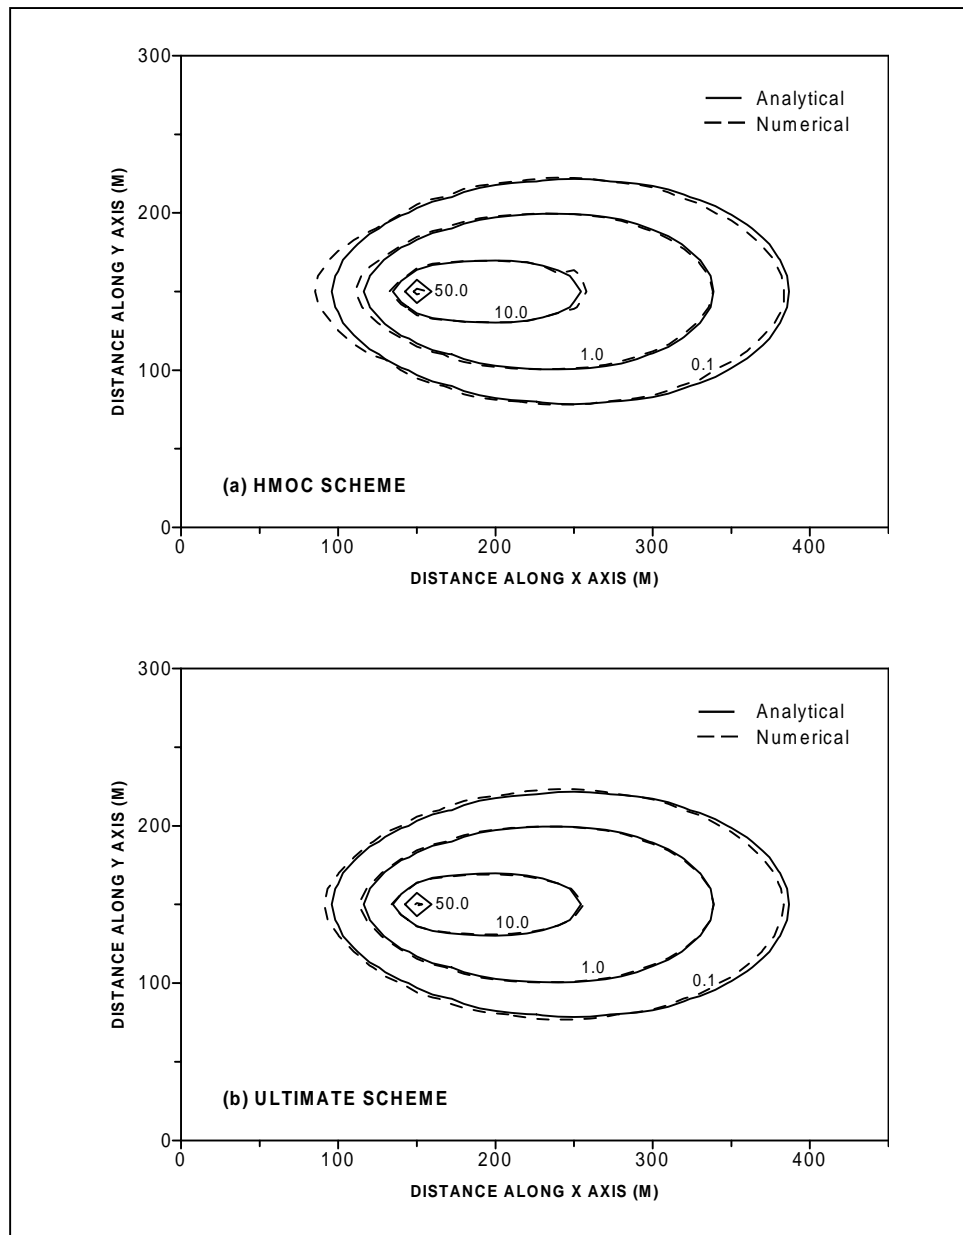 300
Analytical
Numerical
DISTANCE ALONG Y AXIS (M)
200
50.0
10.0
1.0
0.1
100
(a) HMOC SCHEME
0
0 100 200 300 400
DISTANCE ALONG X AXIS (M)
300
Analytical
Numerical
DISTANCE ALONG Y AXIS (M)
200
50.0
10.0
1.0
0.1
100
(b) ULTIMATE SCHEME
0
0 100 200 300 400
DISTANCE ALONG X AXIS (M)